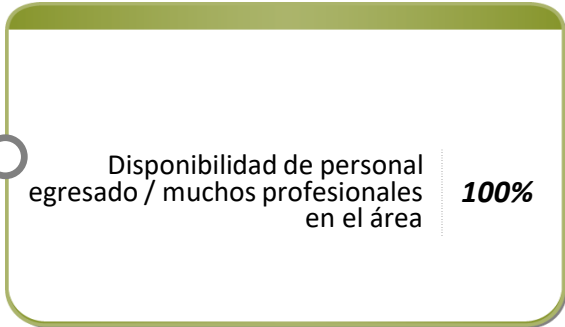 Disponibilidad de personal
egresado / muchos profesionales
en el área
100%